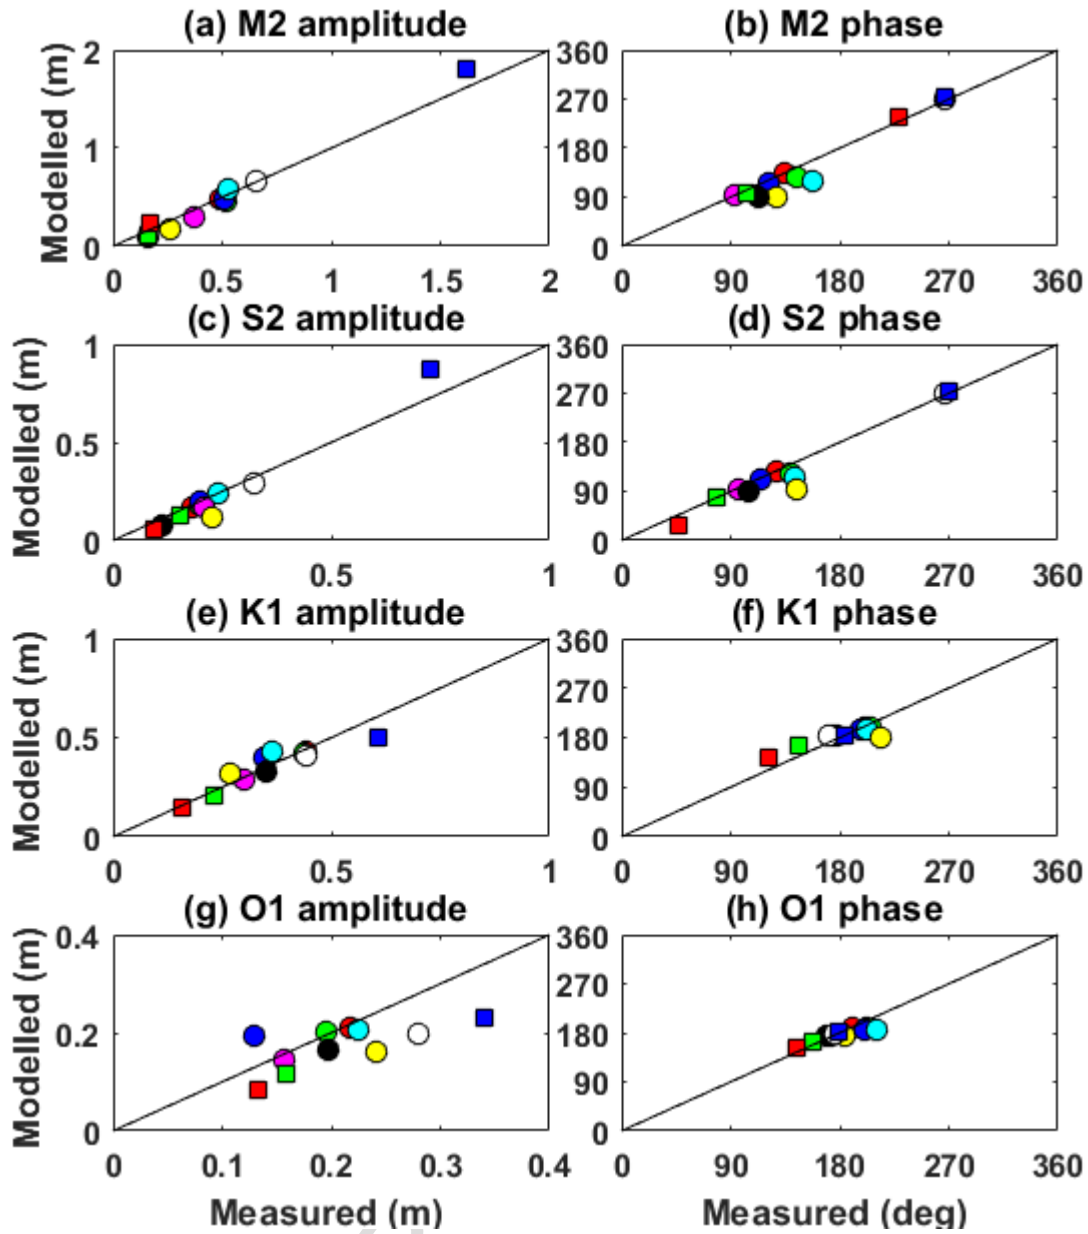 (a) M2 amplitude
(b) M2 phase
Modelled (m)
2
1
0
0 0.5 1 1.5 2
360
270
180
90
0
0 90 180 270 360
(c) S2 amplitude
(d) S2 phase
Modelled (m)
1
0.5
0
0 0.5 1
360
270
180
90
0
0 90 180 270 360
(e) K1 amplitude
(f) K1 phase
Modelled (m)
1
0.5
0
0 0.5 1
360
270
180
90
0
0 90 180 270 360
(g) O1 amplitude
(h) O1 phase
Modelled (m)
0.4
0.2
0
0 0.1 0.2 0.3 0.4
Measured (m)
360
270
180
90
0
0 90 180 270 360
Measured (deg)